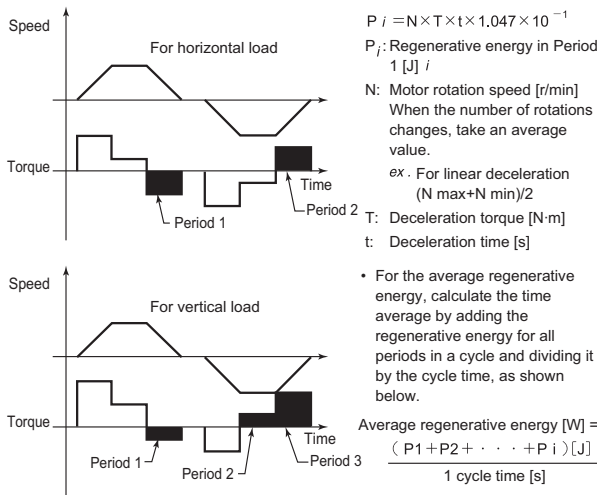 Speed
For horizontal load
Torque
Time
Period 1
Period 2
Speed
For vertical load
Torque
Time
Period 1
Period 2
Period 3
P i =N×T×t×1.047×10 -1
Pi: Regenerative energy in Period
1 [J] i
N: Motor rotation speed [r/min]
When the number of rotations
changes, take an average
value.
ex. For linear deceleration
(N max+N min)/2
T: Deceleration torque [N·m]
t: Deceleration time [s]
• For the average regenerative
energy, calculate the time
average by adding the
regenerative energy for all
periods in a cycle and dividing it
by the cycle time, as shown
below.
Average regenerative energy [W] =
( P1+P2+ · · · +P i )[J]
1 cycle time [s]